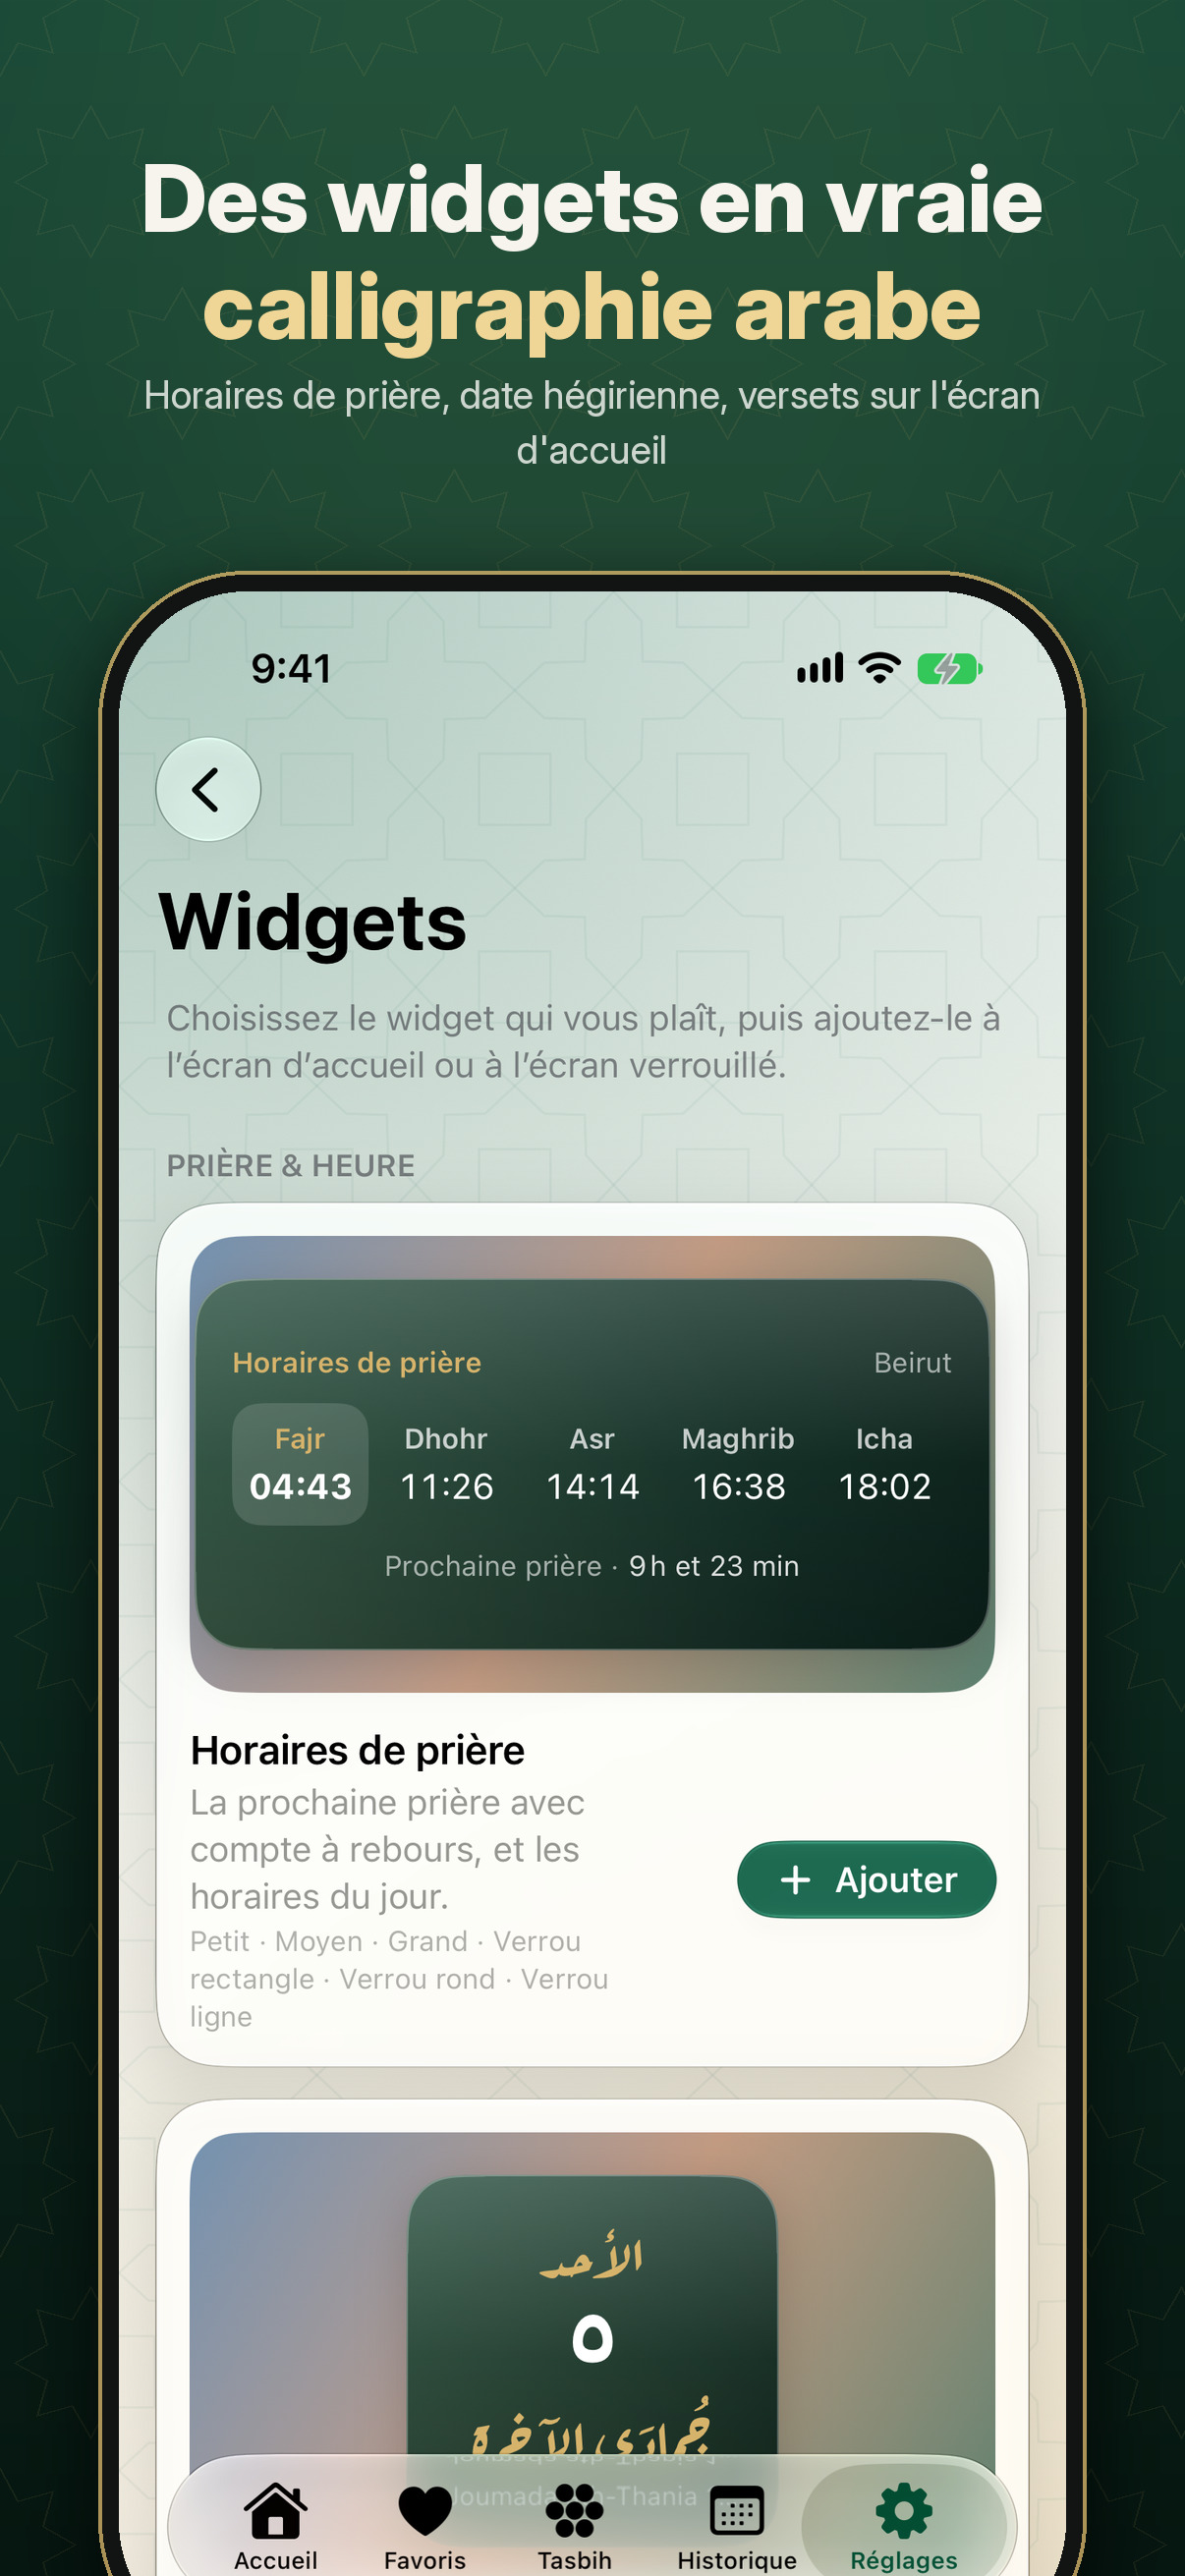 Des widgets en vraie
calligraphie arabe
Horaires de prière, date hégirienne, versets sur l'écran
d'accueil
9:41
Widgets
Choisissez le widget qui vous plaît, puis ajoutez-le à
l’écran d’accueil ou à l’écran verrouillé.
PRIÈRE & HEURE
Horaires de prière
Beirut
Fajr Dhohr Asr Maghrib Icha
04:43 11:26 14:14 16:38 18:02
Prochaine prière · 9 h et 23 min
Horaires de prière
La prochaine prière avec
compte à rebours, et les
horaires du jour.
Petit · Moyen · Grand · Verrou
rectangle · Verrou rond · Verrou
ligne
+ Ajouter
الأحد
٥
جُمادَى الآخرة
Accueil Favoris Tasbih Historique Réglages